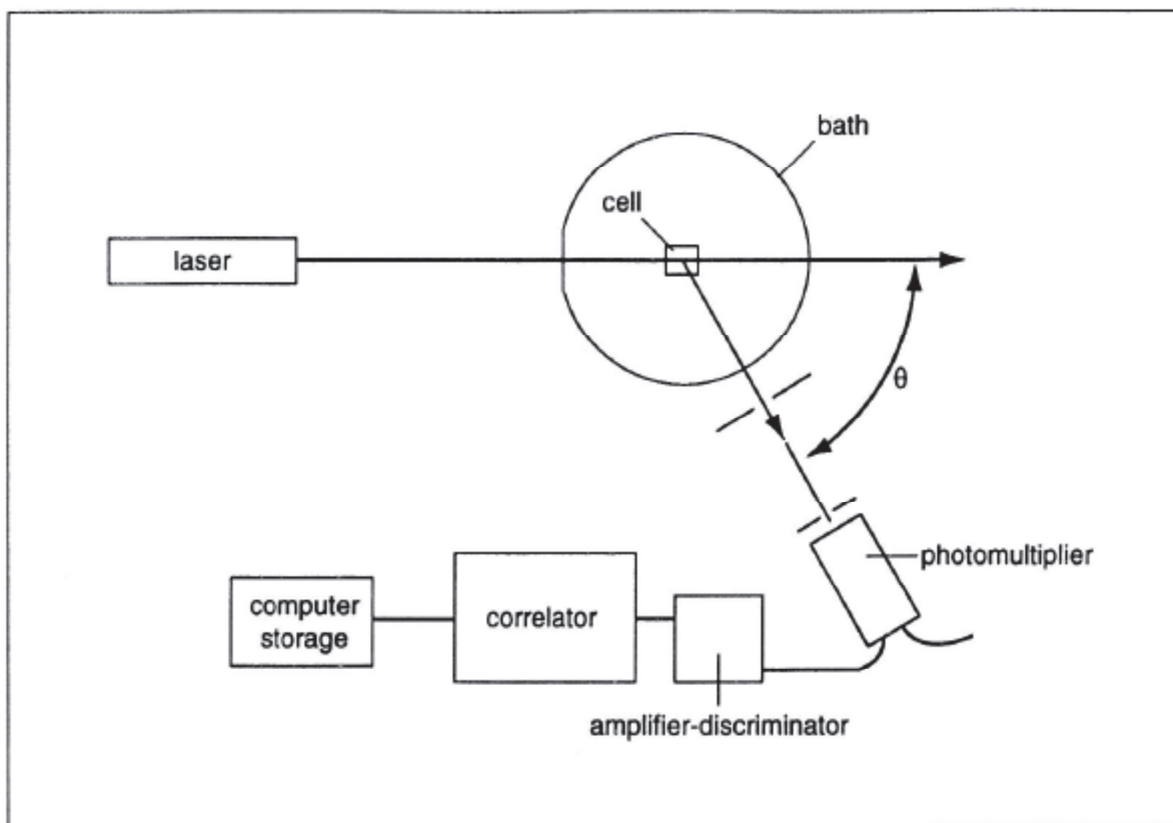 bath
cell
laser
θ
photomultiplier
computer
storage
correlator
amplifier-discriminator